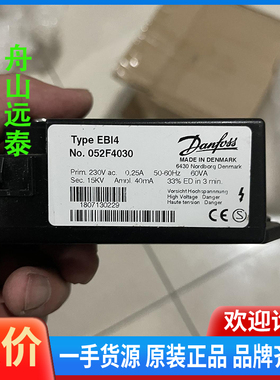 舟山远泰
Type EBI4
No. 052F4030
Danfoss
MADE IN DENMARK
6430 Nordborg Denmark
Prim. 230V ac. 0,25A 50-60Hz 60VA
Sec. 15KV Ampl. 40mA 33% ED in 3 min.
Vorsicht Hochspannung
High Voltage : Danger
Haute tension : Danger
1807130229
价
欢迎
一手货源 原装正品 品牌齐